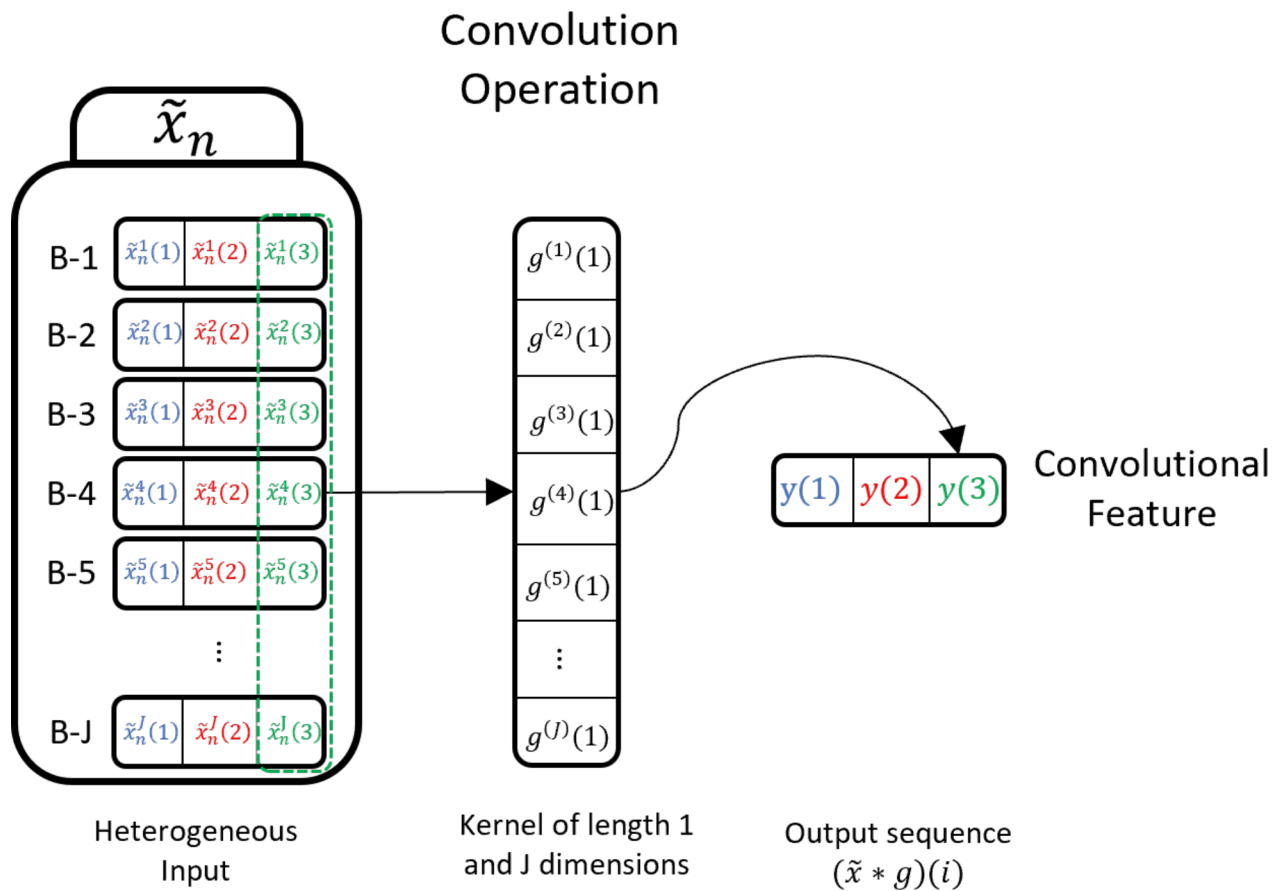 Convolution
Operation
x̃ₙ
B-1 x̃ₙ¹(1) x̃ₙ¹(2) x̃ₙ¹(3)
B-2 x̃ₙ²(1) x̃ₙ²(2) x̃ₙ²(3)
B-3 x̃ₙ³(1) x̃ₙ³(2) x̃ₙ³(3)
B-4 x̃ₙ⁴(1) x̃ₙ⁴(2) x̃ₙ⁴(3)
B-5 x̃ₙ⁵(1) x̃ₙ⁵(2) x̃ₙ⁵(3)
⋮
B-J x̃ₙᴶ(1) x̃ₙᴶ(2) x̃ₙᴶ(3)
Heterogeneous
Input
g⁽¹⁾(1)
g⁽²⁾(1)
g⁽³⁾(1)
g⁽⁴⁾(1)
g⁽⁵⁾(1)
⋮
g⁽ᴶ⁾(1)
Kernel of length 1
and J dimensions
y(1) y(2) y(3)
Convolutional
Feature
Output sequence
(x̃ ∗ g)(i)